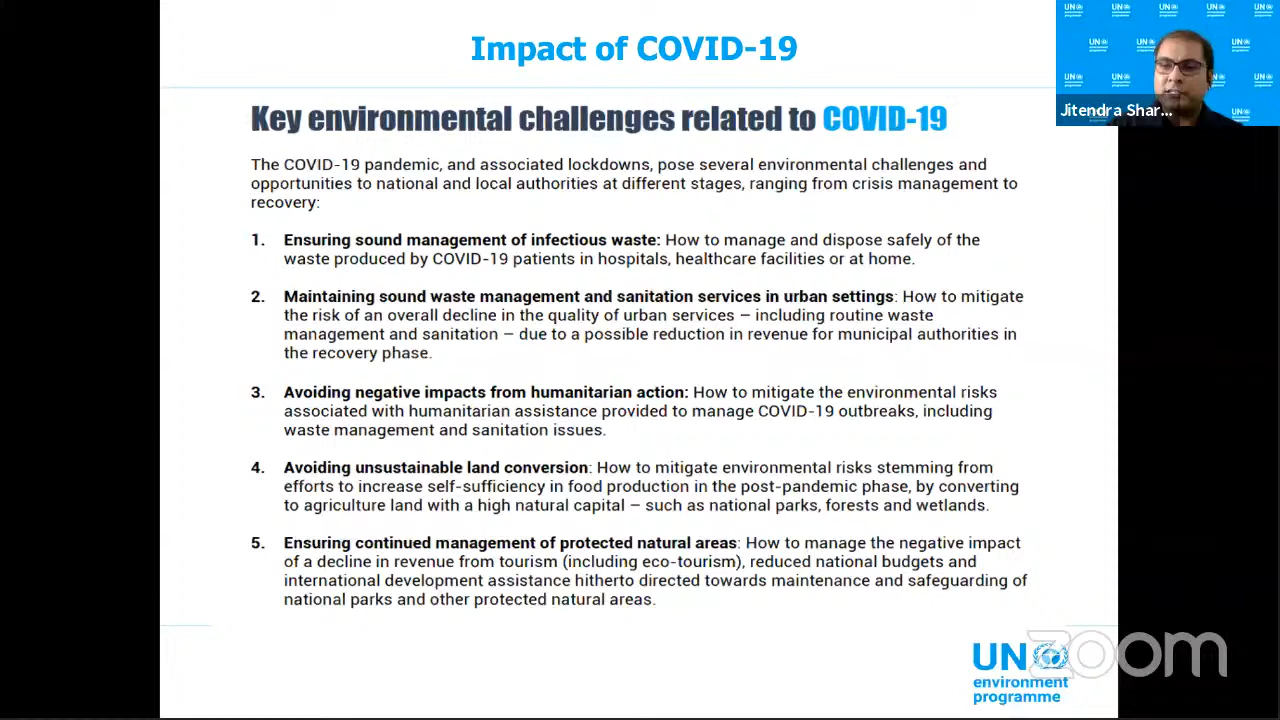 Impact of COVID-19
Key environmental challenges related to COVID-19
The COVID-19 pandemic, and associated lockdowns, pose several environmental challenges and
opportunities to national and local authorities at different stages, ranging from crisis management to
recovery:
1. Ensuring sound management of infectious waste: How to manage and dispose safely of the
waste produced by COVID-19 patients in hospitals, healthcare facilities or at home.
2. Maintaining sound waste management and sanitation services in urban settings: How to mitigate
the risk of an overall decline in the quality of urban services – including routine waste
management and sanitation – due to a possible reduction in revenue for municipal authorities in
the recovery phase.
3. Avoiding negative impacts from humanitarian action: How to mitigate the environmental risks
associated with humanitarian assistance provided to manage COVID-19 outbreaks, including
waste management and sanitation issues.
4. Avoiding unsustainable land conversion: How to mitigate environmental risks stemming from
efforts to increase self-sufficiency in food production in the post-pandemic phase, by converting
to agriculture land with a high natural capital – such as national parks, forests and wetlands.
5. Ensuring continued management of protected natural areas: How to manage the negative impact
of a decline in revenue from tourism (including eco-tourism), reduced national budgets and
international development assistance hitherto directed towards maintenance and safeguarding of
national parks and other protected natural areas.
Jitendra Shar...
UN
environment
programme
zoom